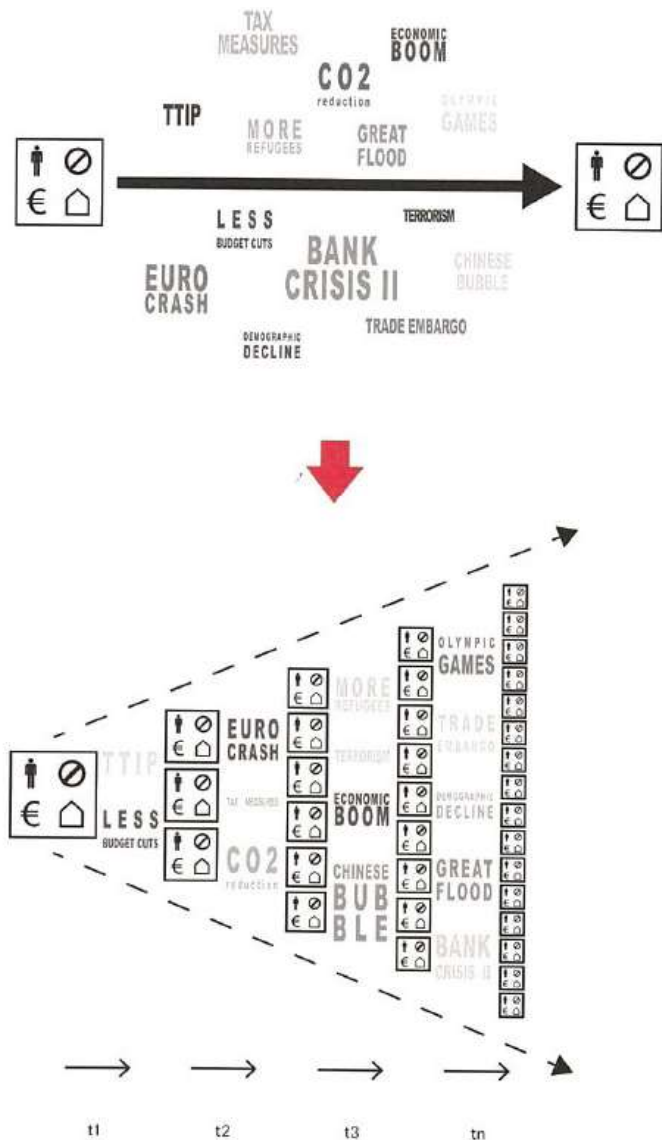 TAX
MEASURES
ECONOMIC
BOOM
CO2
reduction
OLYMPIC
GAMES
TTIP
MORE
REFUGEES
GREAT
FLOOD
€
€
LESS
BUDGET CUTS
TERRORISM
BANK
CRISIS II
CHINESE
BUBBLE
EURO
CRASH
DEMOGRAPHIC
DECLINE
TRADE EMBARGO
OLYMPIC
GAMES
MORE
REFUGEES
EURO
CRASH
TRADE
EMBARGO
TTIP
TERRORISM
€
LESS
BUDGET CUTS
TAX MEASURES
ECONOMIC
BOOM
DEMOGRAPHIC
DECLINE
CO2
reduction
CHINESE
BUB
BLE
GREAT
FLOOD
BANK
CRISIS II
t1
t2
t3
tn